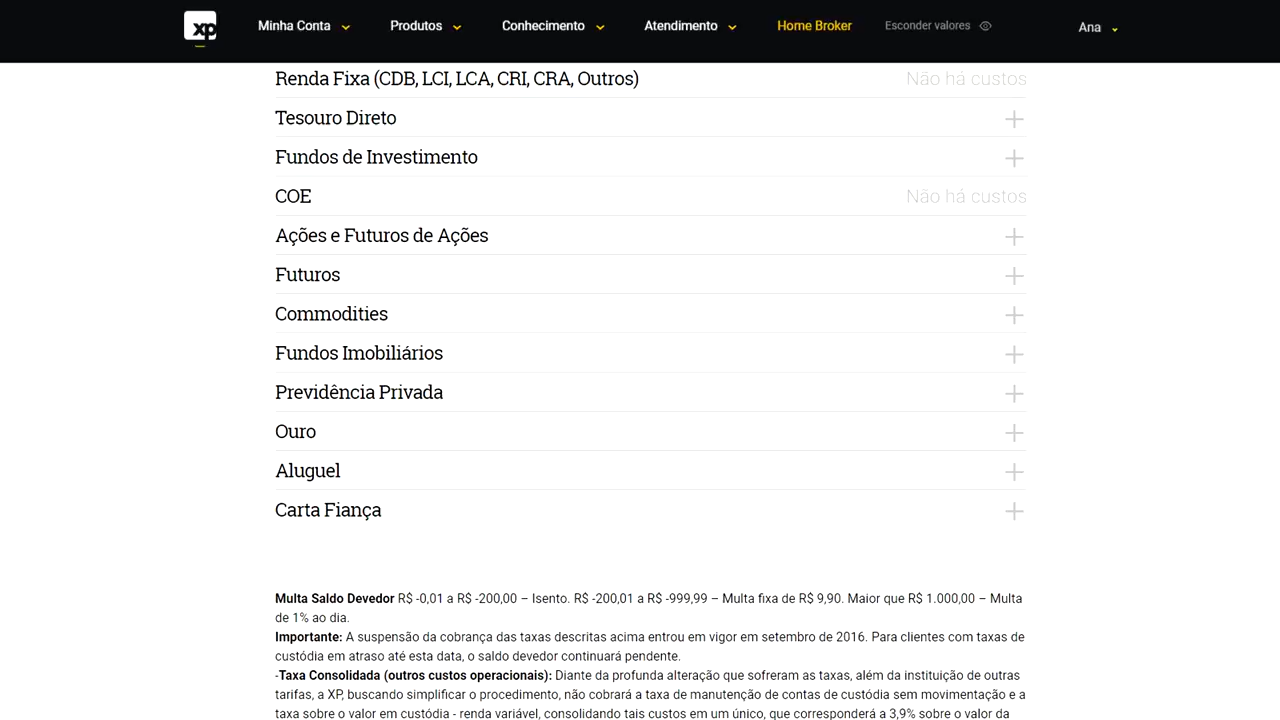 xp Minha Conta Produtos Conhecimento Atendimento Home Broker Esconder valores Ana
Renda Fixa (CDB, LCI, LCA, CRI, CRA, Outros) Não há custos
Tesouro Direto
Fundos de Investimento
COE Não há custos
Ações e Futuros de Ações
Futuros
Commodities
Fundos Imobiliários
Previdência Privada
Ouro
Aluguel
Carta Fiança
Multa Saldo Devedor R$ -0,01 a R$ -200,00 – Isento. R$ -200,01 a R$ -999,99 – Multa fixa de R$ 9,90. Maior que R$ 1.000,00 – Multa
de 1% ao dia.
Importante: A suspensão da cobrança das taxas descritas acima entrou em vigor em setembro de 2016. Para clientes com taxas de
custódia em atraso até esta data, o saldo devedor continuará pendente.
-Taxa Consolidada (outros custos operacionais): Diante da profunda alteração que sofreram as taxas, além da instituição de outras
tarifas, a XP, buscando simplificar o procedimento, não cobrará a taxa de manutenção de contas de custódia sem movimentação e a
taxa sobre o valor em custódia - renda variável, consolidando tais custos em um único, que corresponderá a 3,9% sobre o valor da